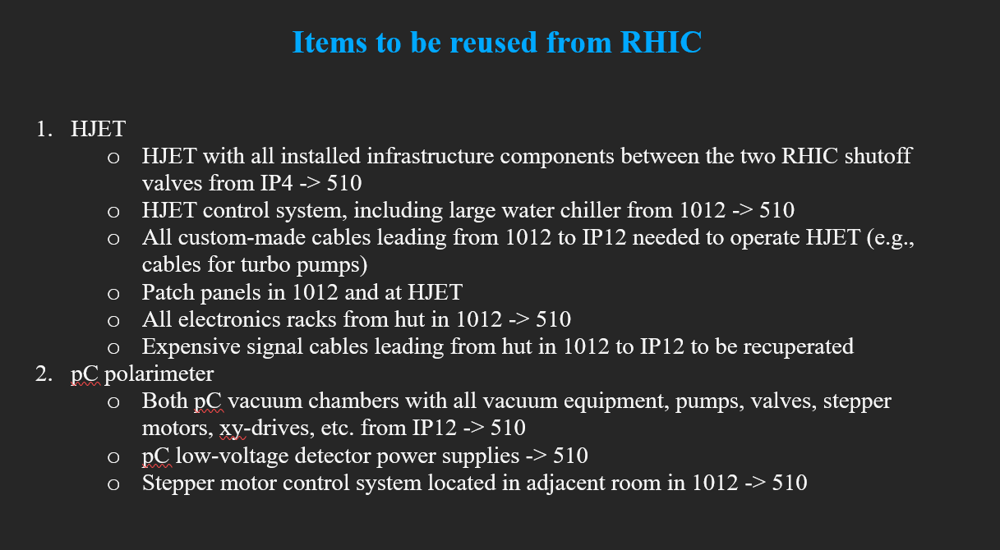 Items to be reused from RHIC
1. HJET
o HJET with all installed infrastructure components between the two RHIC shutoff
valves from IP4 -> 510
o HJET control system, including large water chiller from 1012 -> 510
o All custom-made cables leading from 1012 to IP12 needed to operate HJET (e.g.,
cables for turbo pumps)
o Patch panels in 1012 and at HJET
o All electronics racks from hut in 1012 -> 510
o Expensive signal cables leading from hut in 1012 to IP12 to be recuperated
2. pC polarimeter
o Both pC vacuum chambers with all vacuum equipment, pumps, valves, stepper
motors, xy-drives, etc. from IP12 -> 510
o pC low-voltage detector power supplies -> 510
o Stepper motor control system located in adjacent room in 1012 -> 510